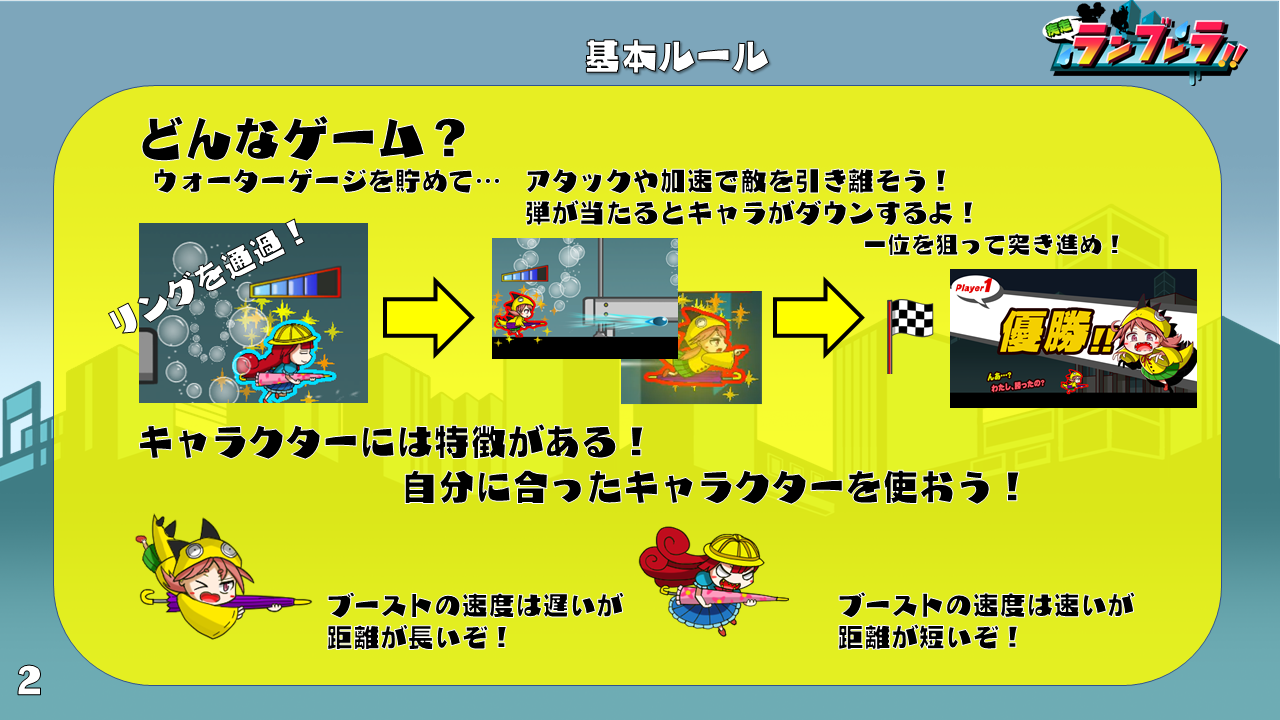 基本ルール
疾走
ランブレラ!!
どんなゲーム？
ウォーターゲージを貯めて…
アタックや加速で敵を引き離そう！
弾が当たるとキャラがダウンするよ！
一位を狙って突き進め！
リングを通過！
Player1
優勝!!
んあ…?
わたし、勝ったの?
キャラクターには特徴がある！
自分に合ったキャラクターを使おう！
ブーストの速度は遅いが
距離が長いぞ！
ブーストの速度は速いが
距離が短いぞ！
2